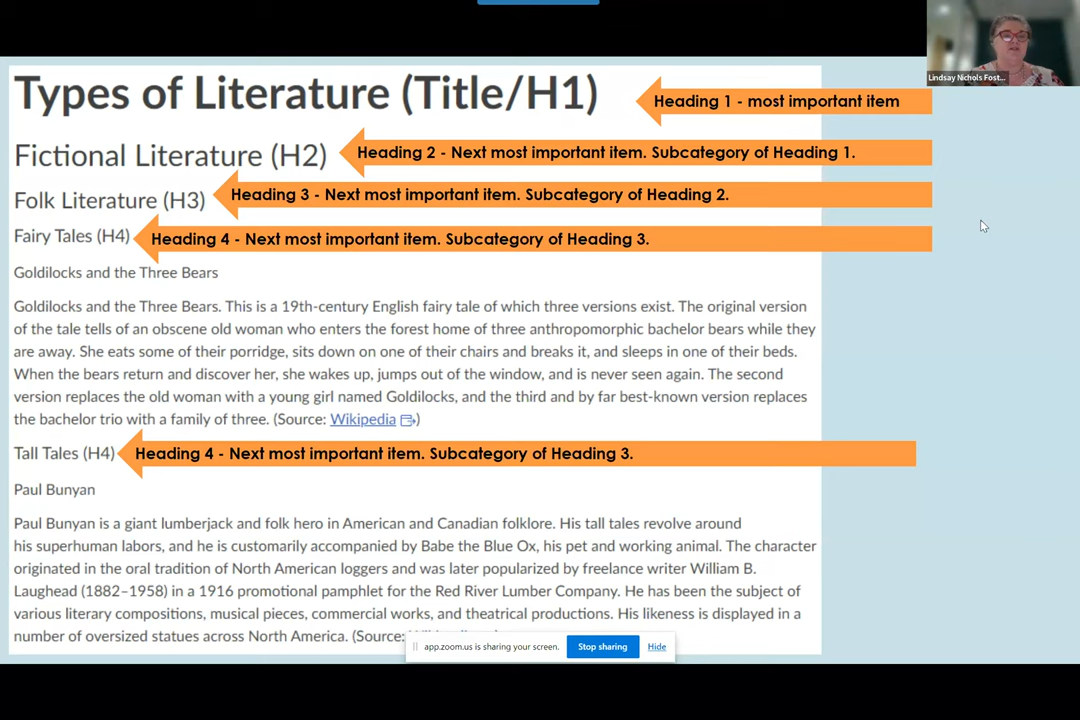 Lindsay Nichols Fost...
Types of Literature (Title/H1)
Heading 1 - most important item
Fictional Literature (H2)
Heading 2 - Next most important item. Subcategory of Heading 1.
Folk Literature (H3)
Heading 3 - Next most important item. Subcategory of Heading 2.
Fairy Tales (H4)
Heading 4 - Next most important item. Subcategory of Heading 3.
Goldilocks and the Three Bears
Goldilocks and the Three Bears. This is a 19th-century English fairy tale of which three versions exist. The original version
of the tale tells of an obscene old woman who enters the forest home of three anthropomorphic bachelor bears while they
are away. She eats some of their porridge, sits down on one of their chairs and breaks it, and sleeps in one of their beds.
When the bears return and discover her, she wakes up, jumps out of the window, and is never seen again. The second
version replaces the old woman with a young girl named Goldilocks, and the third and by far best-known version replaces
the bachelor trio with a family of three. (Source: Wikipedia)
Tall Tales (H4)
Heading 4 - Next most important item. Subcategory of Heading 3.
Paul Bunyan
Paul Bunyan is a giant lumberjack and folk hero in American and Canadian folklore. His tall tales revolve around
his superhuman labors, and he is customarily accompanied by Babe the Blue Ox, his pet and working animal. The character
originated in the oral tradition of North American loggers and was later popularized by freelance writer William B.
Laughead (1882–1958) in a 1916 promotional pamphlet for the Red River Lumber Company. He has been the subject of
various literary compositions, musical pieces, commercial works, and theatrical productions. His likeness is displayed in a
number of oversized statues across North America. (Source:
app.zoom.us is sharing your screen.
Stop sharing
Hide